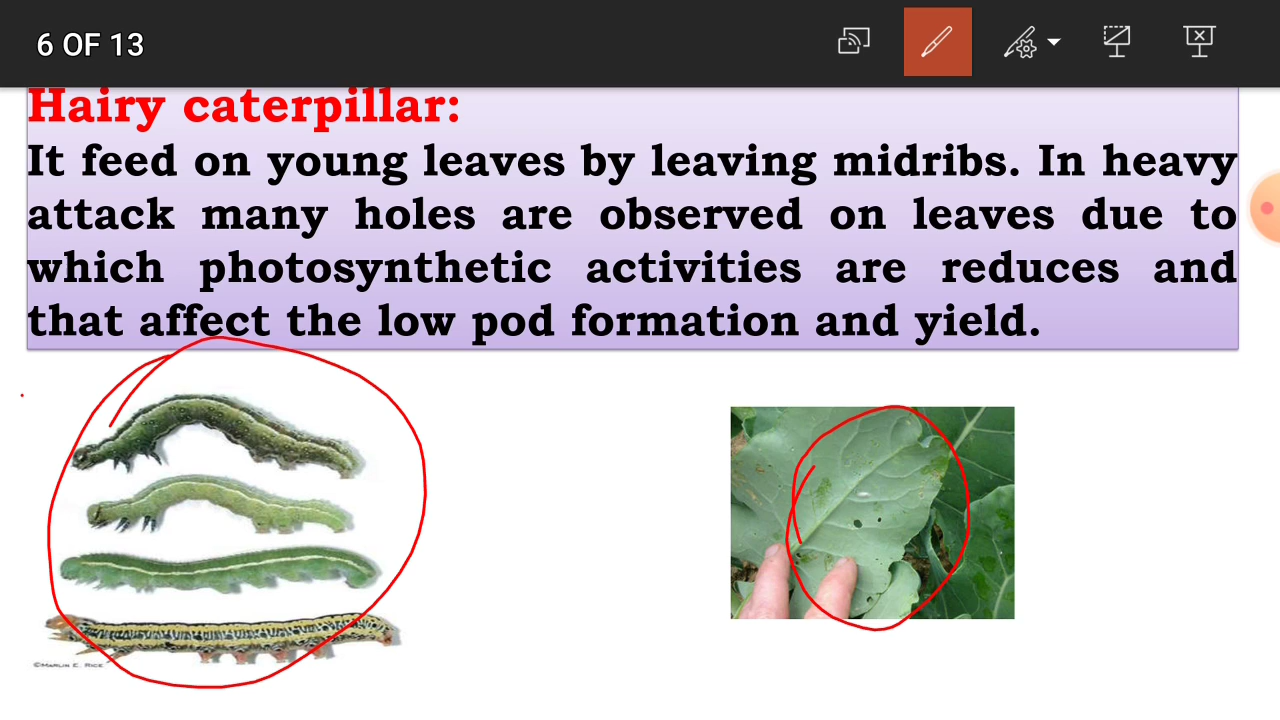 6 OF 13
Hairy caterpillar:
It feed on young leaves by leaving midribs. In heavy
attack many holes are observed on leaves due to
which photosynthetic activities are reduces and
that affect the low pod formation and yield.
©MARLIN E. RICE